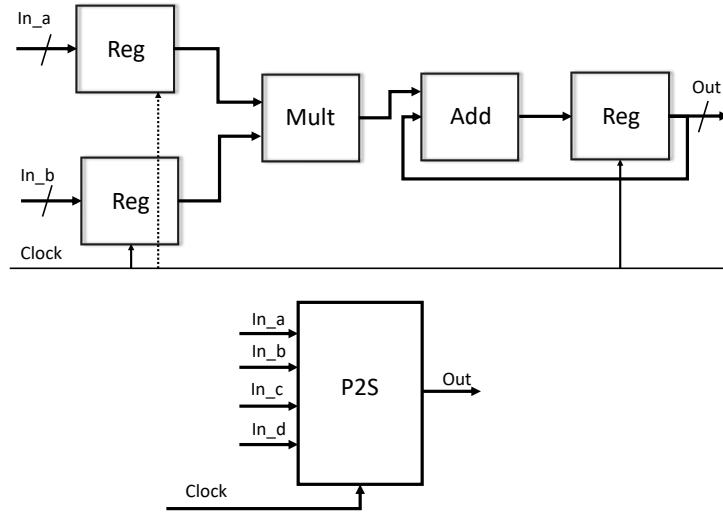 In_a
Reg
Out
Mult
Add
Reg
In_b
Reg
Clock
In_a
In_b
P2S
Out
In_c
In_d
Clock